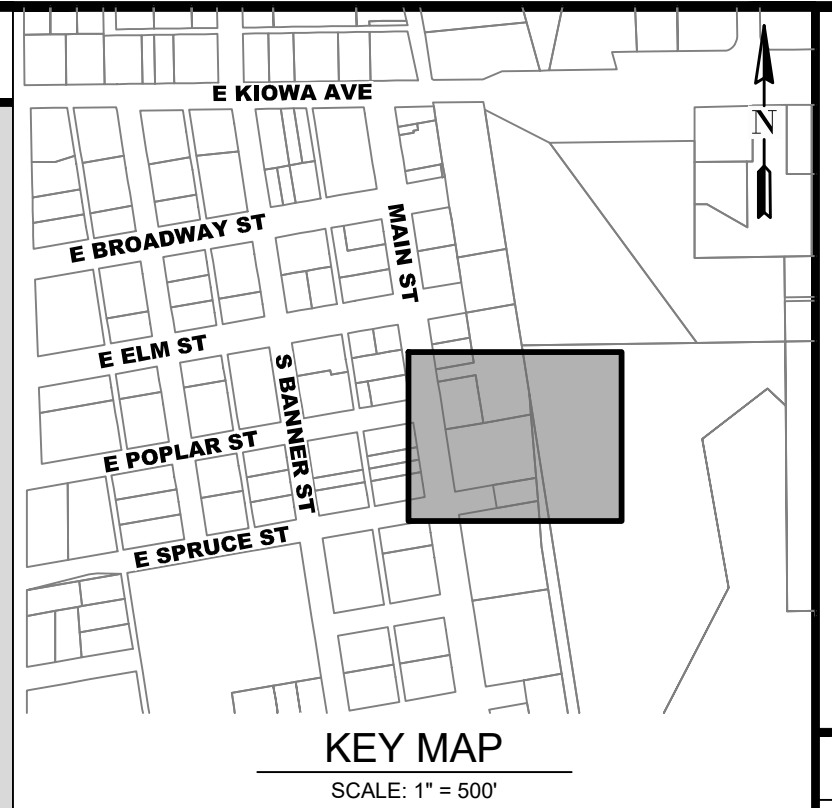 E KIOWA AVE
N
E BROADWAY ST
MAIN ST
E ELM ST
S BANNER ST
E POPLAR ST
E SPRUCE ST
KEY MAP
SCALE: 1" = 500'